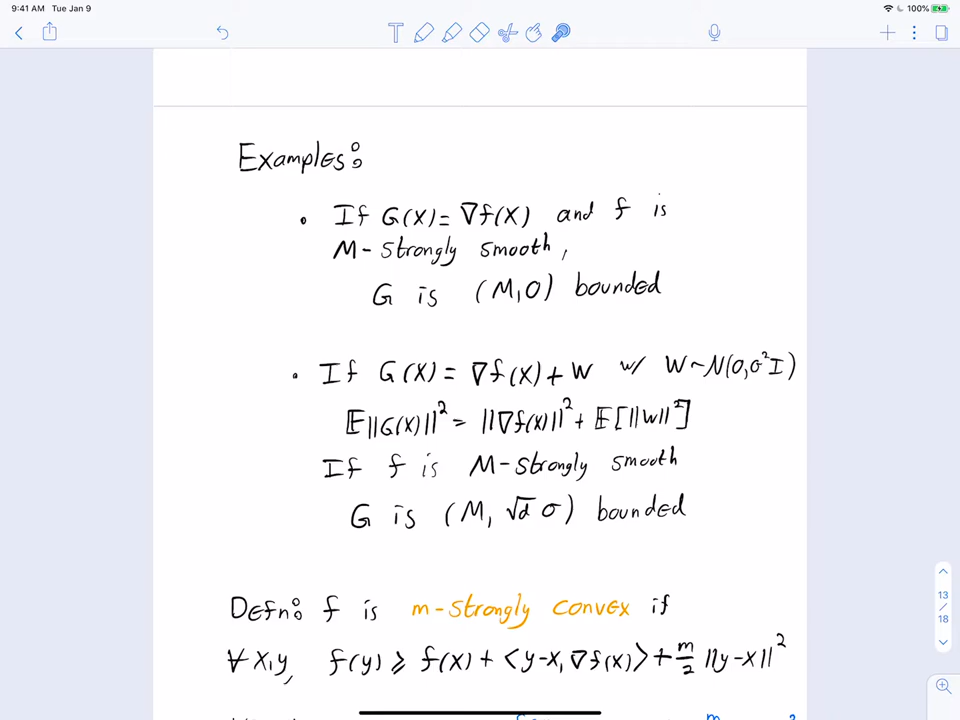 9:41 AM Tue Jan 9
100%
Examples:
• If G(X) = ∇f(X) and f is
M-strongly smooth,
G is (M,0) bounded
• If G(X) = ∇f(X) + W w/ W~N(0,σ²I)
𝔼||G(X)||² = ||∇f(X)||² + 𝔼[||W||²]
If f is M-strongly smooth
G is (M, √d σ) bounded
Defn: f is m-strongly convex if
∀ X,y, f(y) ≥ f(X) + ⟨y-X, ∇f(X)⟩ + m/2 ||y-X||²
13
/
18